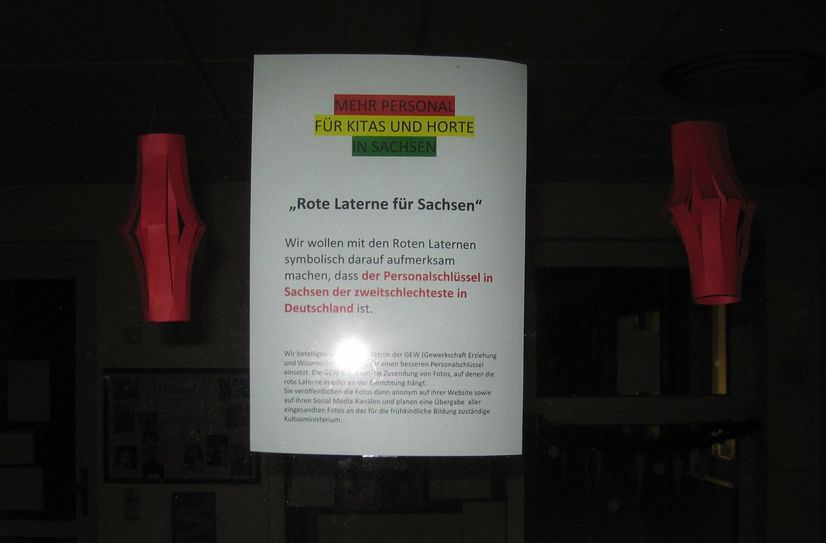 MEHR PERSONAL
FÜR KITAS UND HORTE
IN SACHSEN
„Rote Laterne für Sachsen“
Wir wollen mit den Roten Laternen
symbolisch darauf aufmerksam
machen, dass der Personalschlüssel in
Sachsen der zweitschlechteste in
Deutschland ist.
Wir beteiligen Aktion der GEW (Gewerkschaft Erziehung
und einen besseren Personalschlüssel
einsetzt. Die GEW Zusendung von Fotos, auf denen die
rote Laterne in oder an der Einrichtung hängt.
Sie veröffentlichen die Fotos dann anonym auf ihrer Website sowie
auf ihren Social Media-Kanälen und planen eine Übergabe aller
eingesandten Fotos an das für die frühkindliche Bildung zuständige
Kultusministerium.